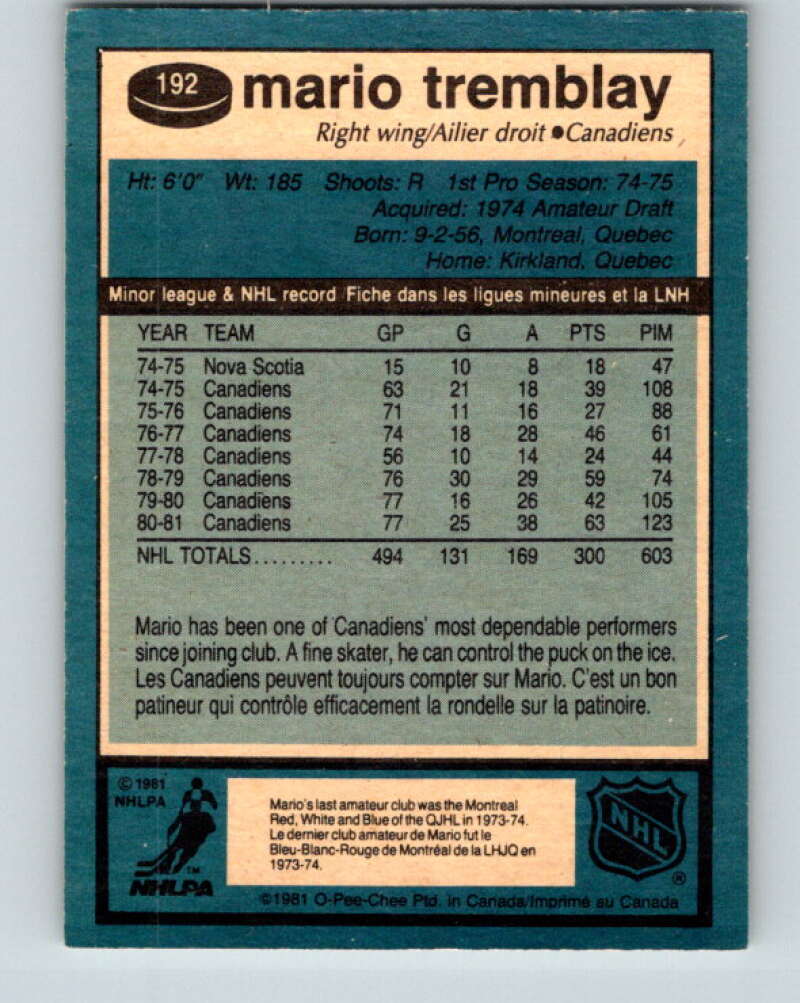 192 mario tremblay
Right wing/Ailier droit ●Canadiens
Ht: 6'0" Wt: 185 Shoots: R 1st Pro Season: 74-75
Acquired: 1974 Amateur Draft
Born: 9-2-56, Montreal, Quebec
Home: Kirkland, Quebec
Minor league & NHL record Fiche dans les ligues mineures et la LNH
YEAR TEAM GP G A PTS PIM
74-75 Nova Scotia 15 10 8 18 47
74-75 Canadiens 63 21 18 39 108
75-76 Canadiens 71 11 16 27 88
76-77 Canadiens 74 18 28 46 61
77-78 Canadiens 56 10 14 24 44
78-79 Canadiens 76 30 29 59 74
79-80 Canadiens 77 16 26 42 105
80-81 Canadiens 77 25 38 63 123
NHL TOTALS......... 494 131 169 300 603
Mario has been one of Canadiens' most dependable performers
since joining club. A fine skater, he can control the puck on the ice.
Les Canadiens peuvent toujours compter sur Mario. C'est un bon
patineur qui contrôle efficacement la rondelle sur la patinoire.
©1981
NHLPA
TM
NHLPA
Mario's last amateur club was the Montreal
Red, White and Blue of the QJHL in 1973-74.
Le dernier club amateur de Mario fut le
Bleu-Blanc-Rouge de Montréal de la LHJQ en
1973-74.
NHL
®
©1981 O-Pee-Chee Ptd. in Canada/Imprimé au Canada